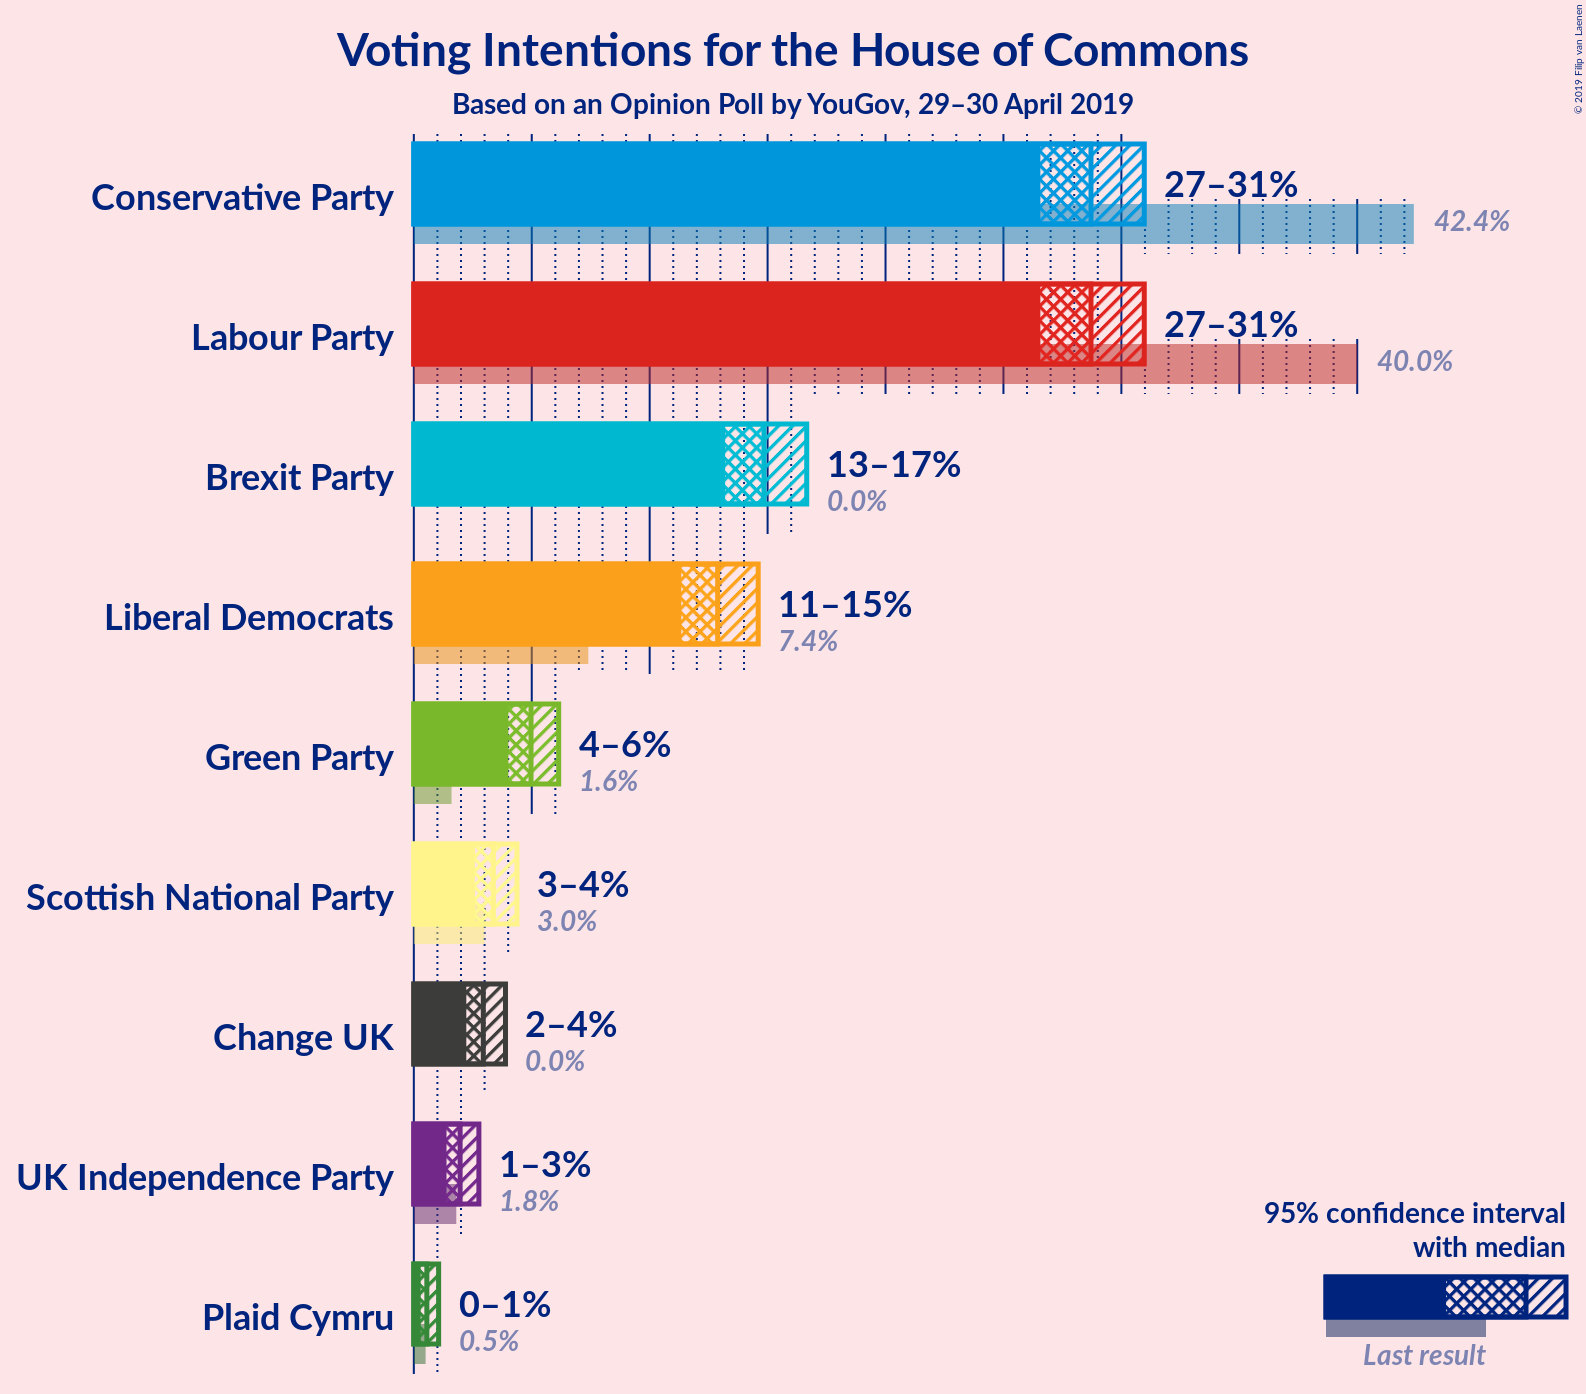 Voting Intentions for the House of Commons
Based on an Opinion Poll by YouGov, 29–30 April 2019
© 2019 Filip van Laenen
Conservative Party
27–31%
42.4%
Labour Party
27–31%
40.0%
Brexit Party
13–17%
0.0%
Liberal Democrats
11–15%
7.4%
Green Party
4–6%
1.6%
Scottish National Party
3–4%
3.0%
Change UK
2–4%
0.0%
UK Independence Party
1–3%
1.8%
Plaid Cymru
0–1%
0.5%
95% confidence interval
with median
Last result